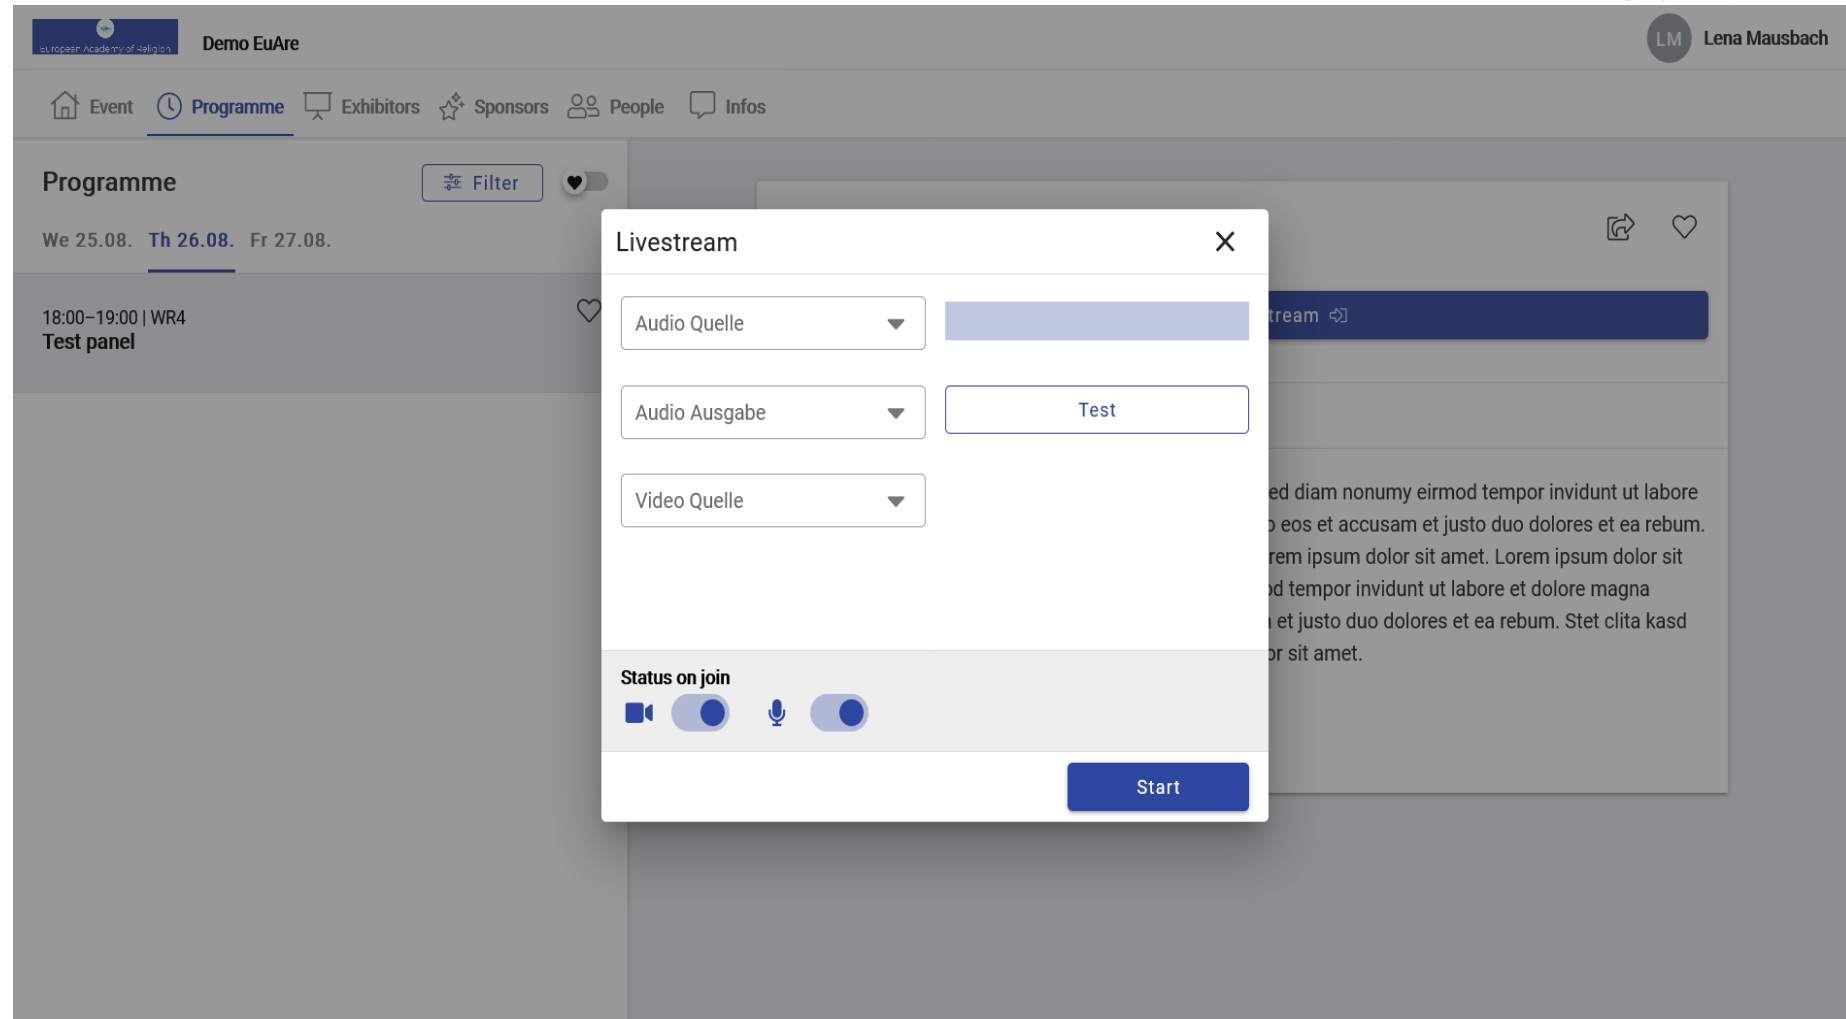 European Academy of Religion
Demo EuAre
LM
Lena Mausbach
Event
Programme
Exhibitors
Sponsors
People
Infos
Programme
Filter
We 25.08.
Th 26.08.
Fr 27.08.
18:00–19:00 | WR4
Test panel
Livestream
Audio Quelle
Audio Ausgabe
Test
Video Quelle
Status on join
Start
tream
ed diam nonumy eirmod tempor invidunt ut labore
eos et accusam et justo duo dolores et ea rebum.
rem ipsum dolor sit amet. Lorem ipsum dolor sit
od tempor invidunt ut labore et dolore magna
et justo duo dolores et ea rebum. Stet clita kasd
or sit amet.